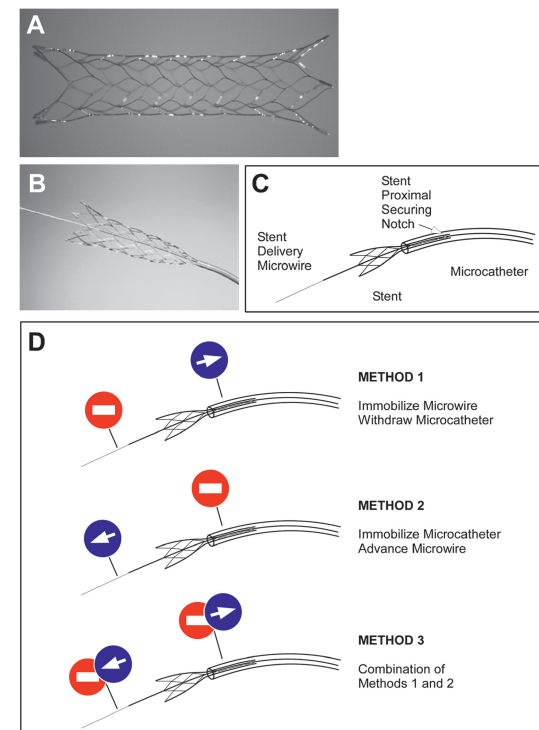 A
B
C
Stent
Proximal
Securing
Notch
Stent
Delivery
Microwire
Microcatheter
Stent
D
METHOD 1
Immobilize Microwire
Withdraw Microcatheter
METHOD 2
Immobilize Microcatheter
Advance Microwire
METHOD 3
Combination of
Methods 1 and 2